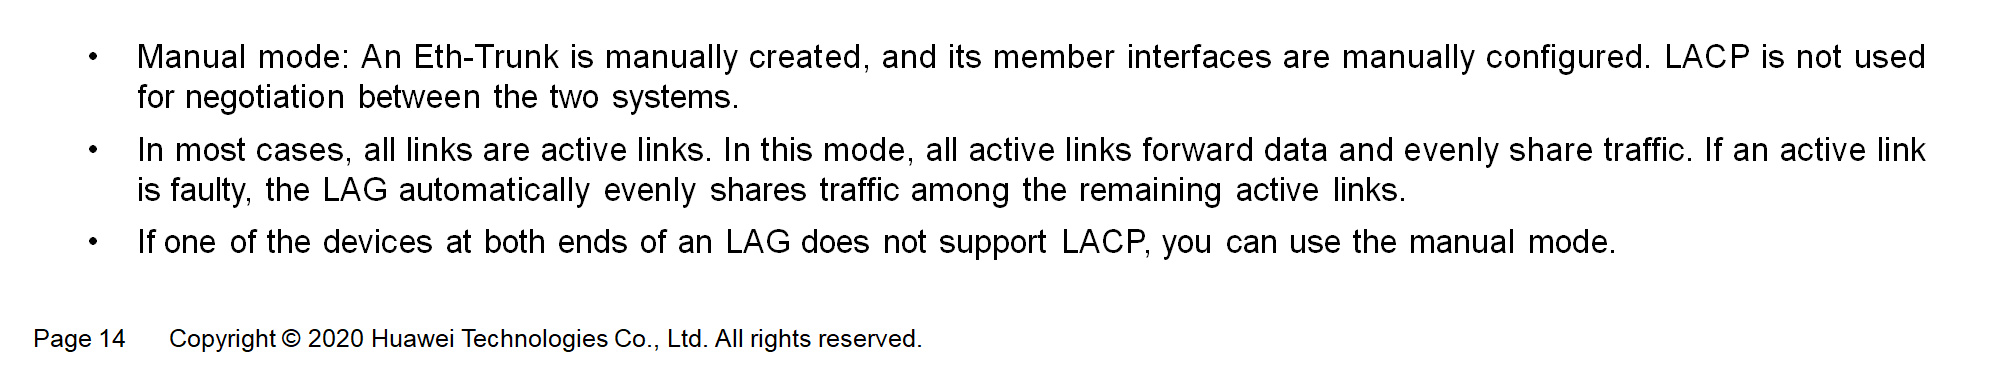 • Manual mode: An Eth-Trunk is manually created, and its member interfaces are manually configured. LACP is not used
for negotiation between the two systems.
• In most cases, all links are active links. In this mode, all active links forward data and evenly share traffic. If an active link
is faulty, the LAG automatically evenly shares traffic among the remaining active links.
• If one of the devices at both ends of an LAG does not support LACP, you can use the manual mode.
Page 14 Copyright © 2020 Huawei Technologies Co., Ltd. All rights reserved.